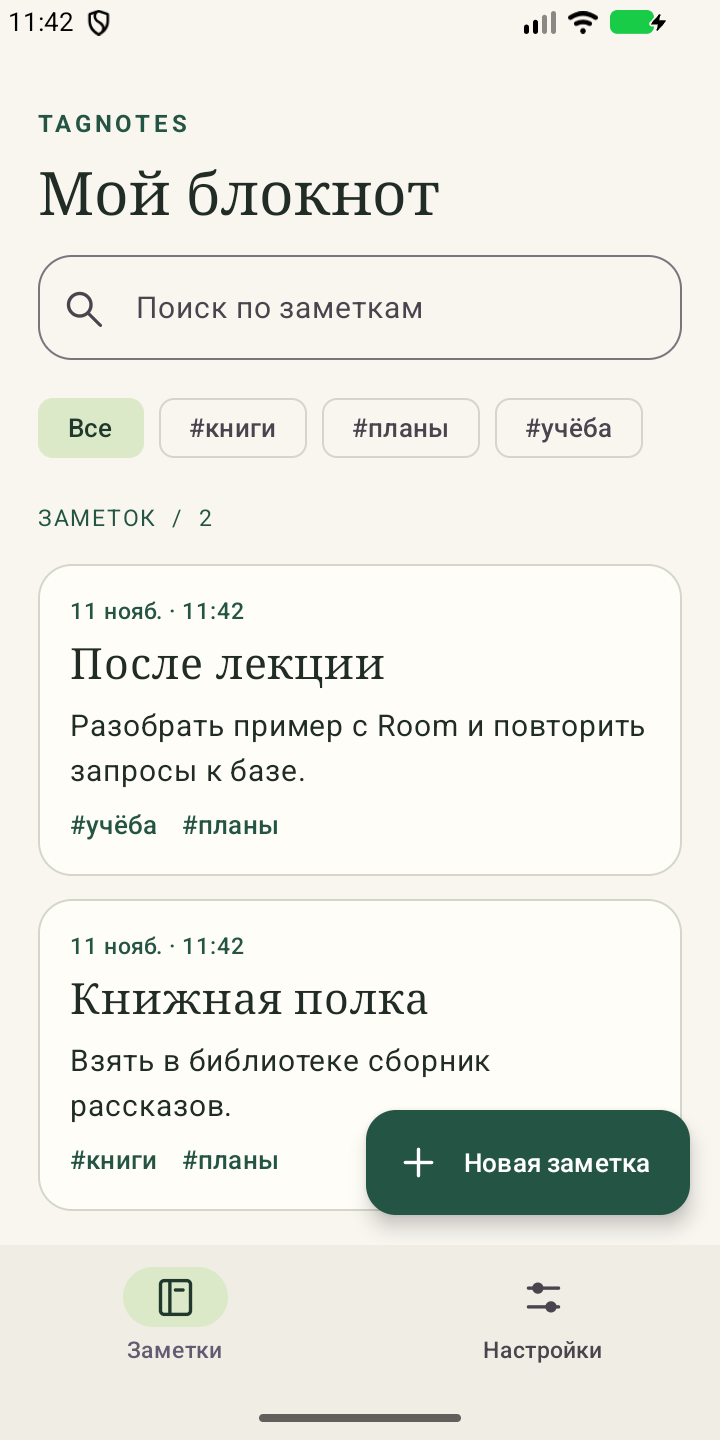 11:42
TAGNOTES
Мой блокнот
Поиск по заметкам
Все #книги #планы #учёба
ЗАМЕТОК / 2
11 нояб. · 11:42
После лекции
Разобрать пример с Room и повторить
запросы к базе.
#учёба #планы
11 нояб. · 11:42
Книжная полка
Взять в библиотеке сборник
рассказов.
#книги #планы
Новая заметка
Заметки Настройки